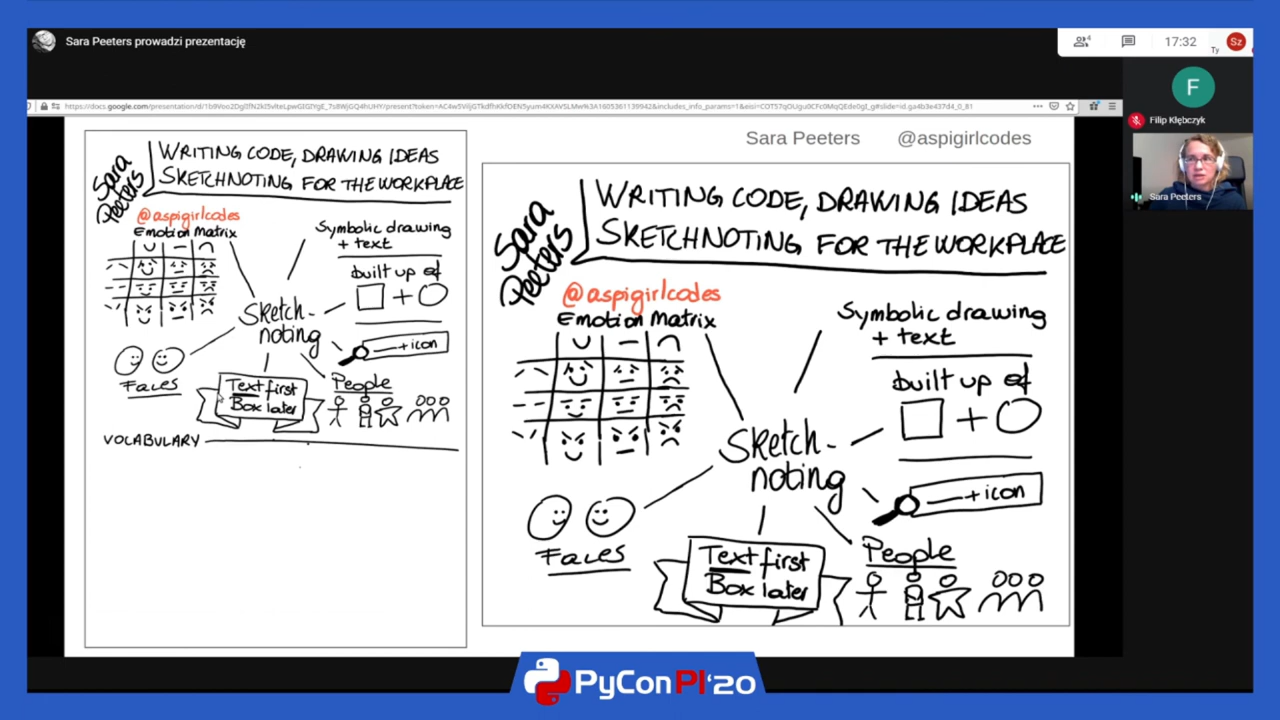 Sara Peeters prowadzi prezentację
4
17:32
Ty
Sz
F
Filip Kłębczyk
Sara Peeters
Sara Peeters @aspigirlcodes
Sara Peeters
WRITING CODE, DRAWING IDEAS
SKETCHNOTING FOR THE WORKPLACE
@aspigirlcodes
Emotion Matrix
Symbolic drawing
+ text
built up of
+
Sketch-
noting
+ icon
Faces
Text first
Box later
People
VOCABULARY
Sara Peeters
WRITING CODE, DRAWING IDEAS
SKETCHNOTING FOR THE WORKPLACE
@aspigirlcodes
Emotion Matrix
Symbolic drawing
+ text
built up of
+
Sketch-
noting
+ icon
Faces
Text first
Box later
People
PyConPl'20